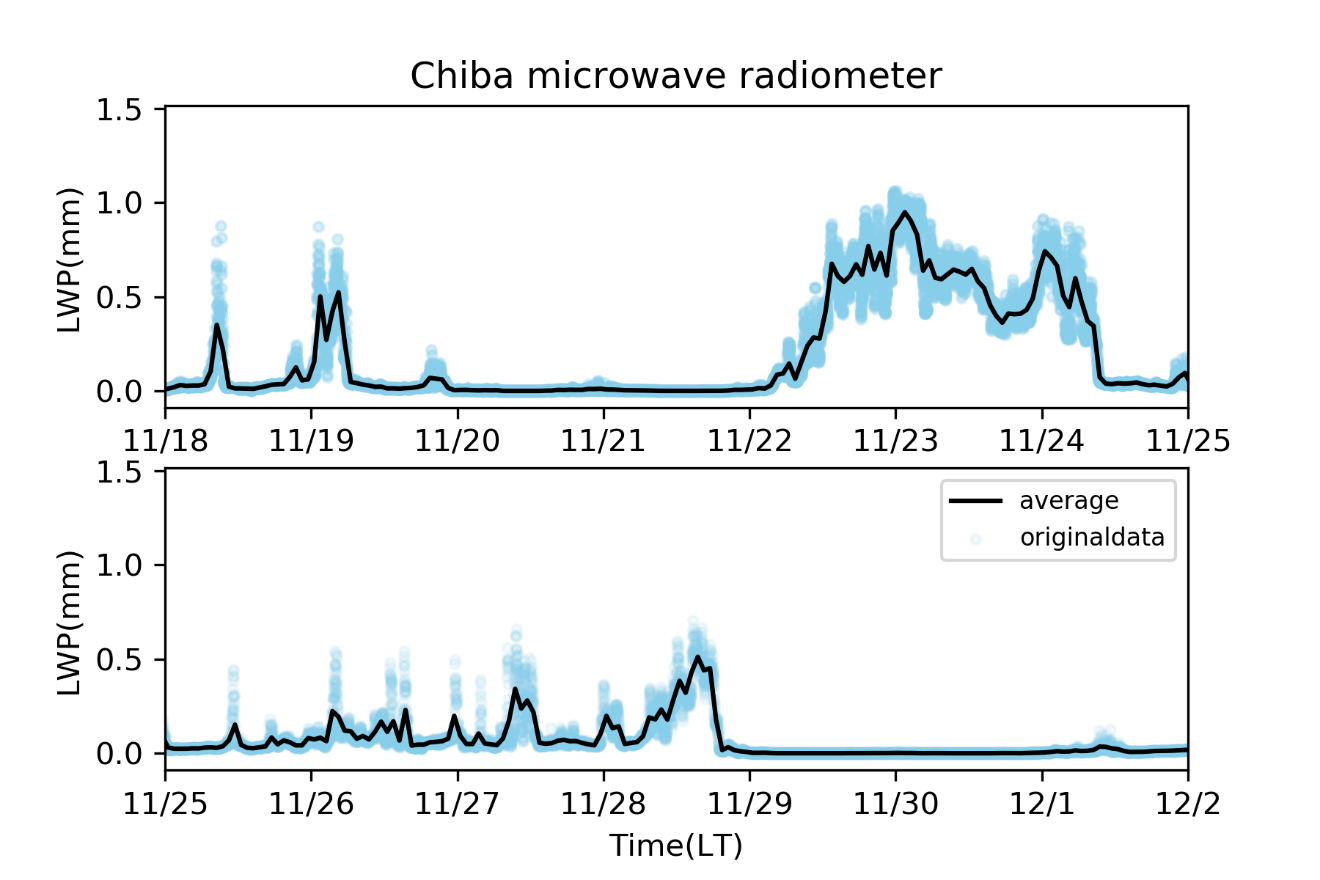 Chiba microwave radiometer
1.5
1.0
0.5
0.0
LWP(mm)
11/18 11/19 11/20 11/21 11/22 11/23 11/24 11/25
1.5
1.0
0.5
0.0
LWP(mm)
average
originaldata
11/25 11/26 11/27 11/28 11/29 11/30 12/1 12/2
Time(LT)